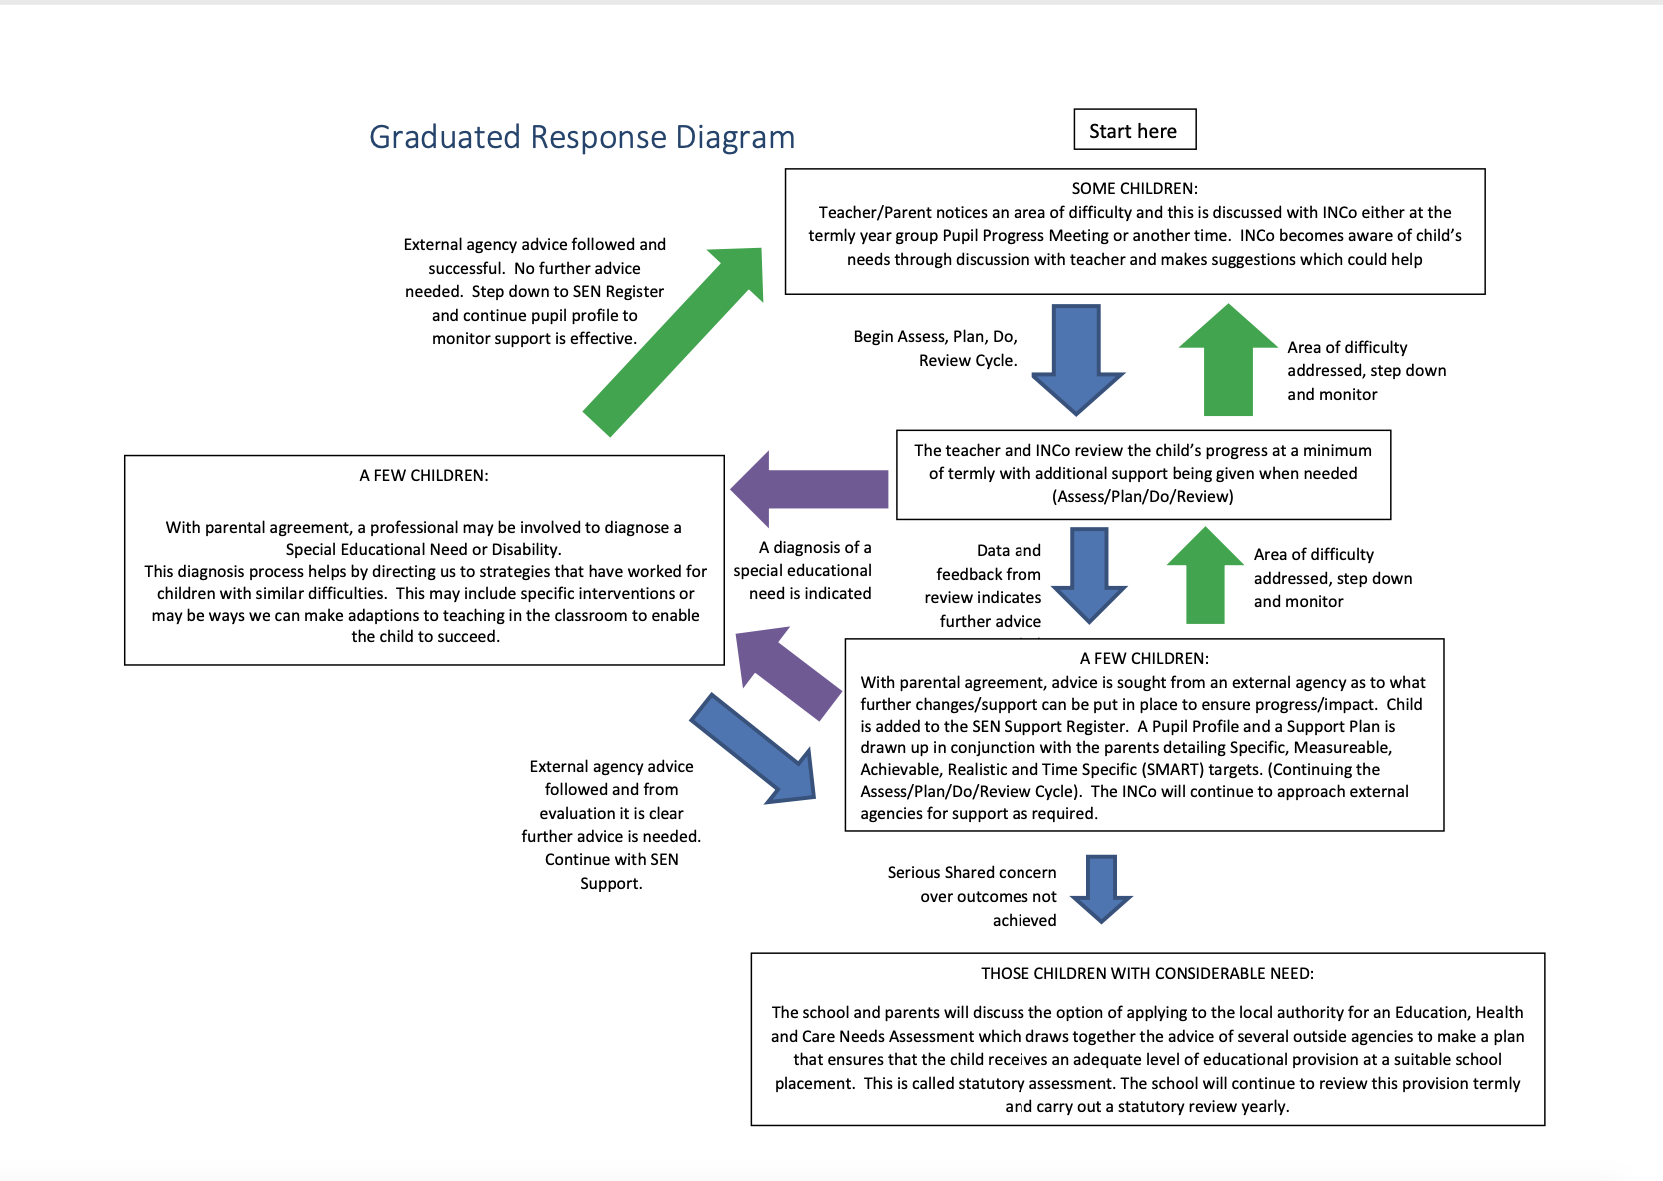 Graduated Response Diagram
Start here
SOME CHILDREN:
Teacher/Parent notices an area of difficulty and this is discussed with INCo either at the
termly year group Pupil Progress Meeting or another time. INCo becomes aware of child's
needs through discussion with teacher and makes suggestions which could help
External agency advice followed and
successful. No further advice
needed. Step down to SEN Register
and continue pupil profile to
monitor support is effective.
Begin Assess, Plan, Do,
Review Cycle.
Area of difficulty
addressed, step down
and monitor
The teacher and INCo review the child's progress at a minimum
of termly with additional support being given when needed
(Assess/Plan/Do/Review)
A FEW CHILDREN:
With parental agreement, a professional may be involved to diagnose a
Special Educational Need or Disability.
This diagnosis process helps by directing us to strategies that have worked for
children with similar difficulties. This may include specific interventions or
may be ways we can make adaptions to teaching in the classroom to enable
the child to succeed.
A diagnosis of a
special educational
need is indicated
Data and
feedback from
review indicates
further advice
Area of difficulty
addressed, step down
and monitor
A FEW CHILDREN:
With parental agreement, advice is sought from an external agency as to what
further changes/support can be put in place to ensure progress/impact. Child
is added to the SEN Support Register. A Pupil Profile and a Support Plan is
drawn up in conjunction with the parents detailing Specific, Measureable,
Achievable, Realistic and Time Specific (SMART) targets. (Continuing the
Assess/Plan/Do/Review Cycle). The INCo will continue to approach external
agencies for support as required.
External agency advice
followed and from
evaluation it is clear
further advice is needed.
Continue with SEN
Support.
Serious Shared concern
over outcomes not
achieved
THOSE CHILDREN WITH CONSIDERABLE NEED:
The school and parents will discuss the option of applying to the local authority for an Education, Health
and Care Needs Assessment which draws together the advice of several outside agencies to make a plan
that ensures that the child receives an adequate level of educational provision at a suitable school
placement. This is called statutory assessment. The school will continue to review this provision termly
and carry out a statutory review yearly.